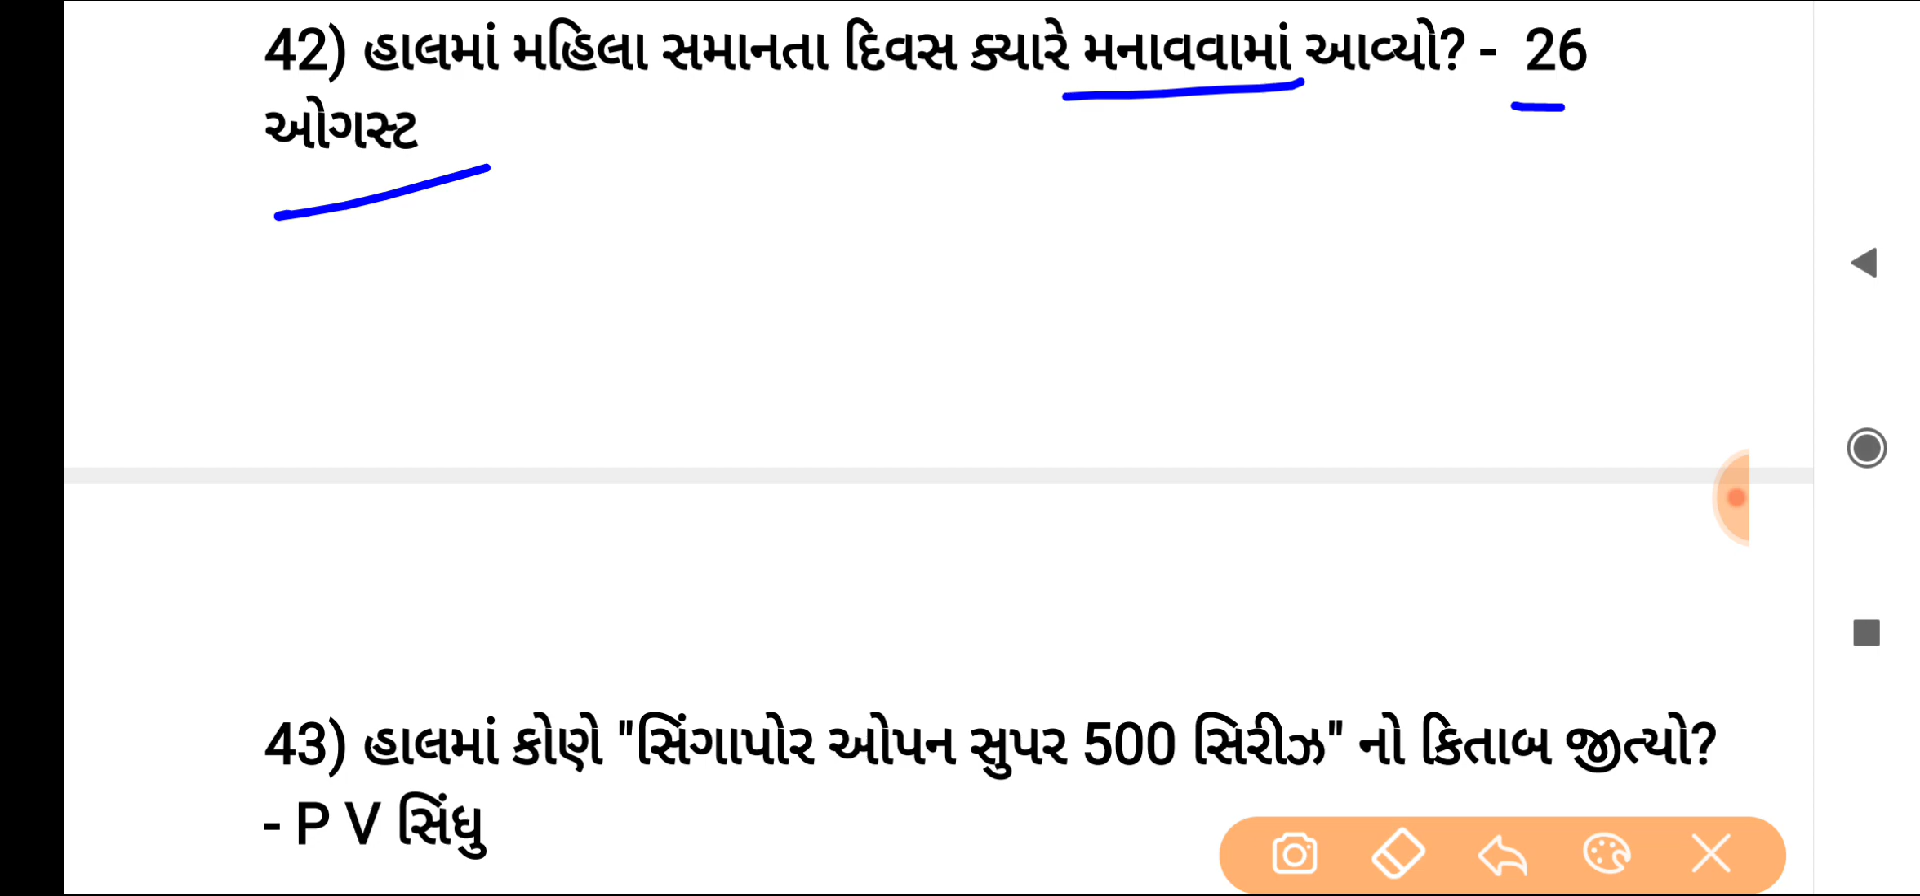 42) હાલમાં મહિલા સમાનતા દિવસ ક્યારે મનાવવામાં આવ્યો? - 26
ઓગસ્ટ
43) હાલમાં કોણે "સિંગાપોર ઓપન સુપર 500 સિરીઝ" નો કિતાબ જીત્યો?
- P V સિંધુ